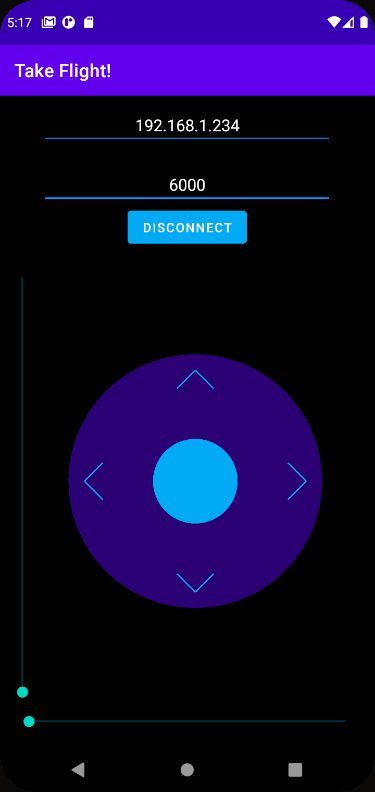 5:17
Take Flight!
192.168.1.234
6000
DISCONNECT